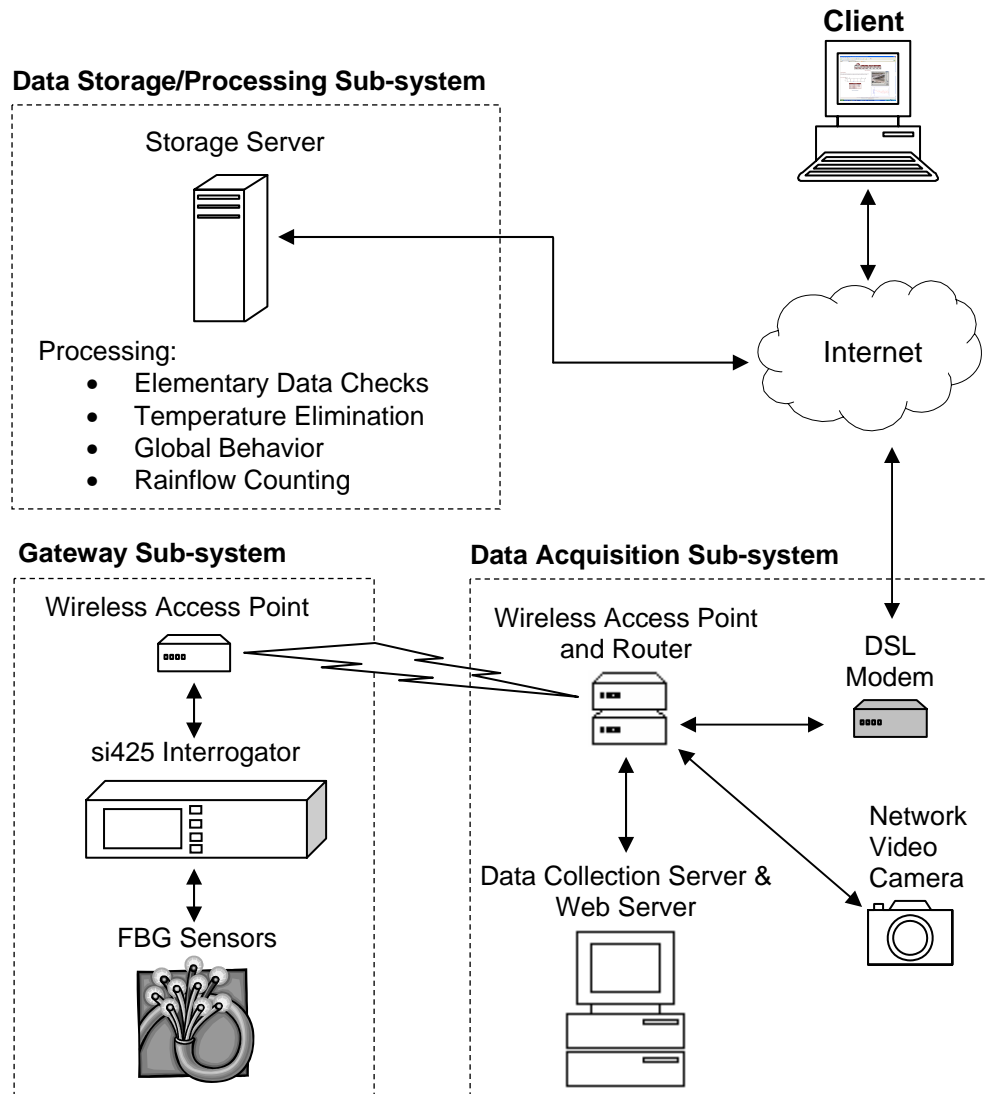 Client
Data Storage/Processing Sub-system
Storage Server
Processing:
• Elementary Data Checks
• Temperature Elimination
• Global Behavior
• Rainflow Counting
Internet
Gateway Sub-system
Wireless Access Point
si425 Interrogator
FBG Sensors
Data Acquisition Sub-system
Wireless Access Point
and Router
DSL
Modem
Network
Video
Camera
Data Collection Server &
Web Server